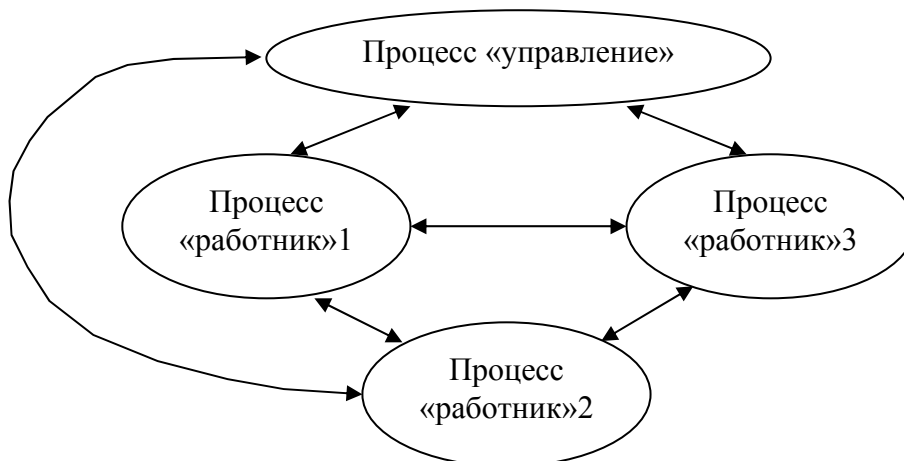 Процесс «управление»
Процесс
«работник»1
Процесс
«работник»3
Процесс
«работник»2